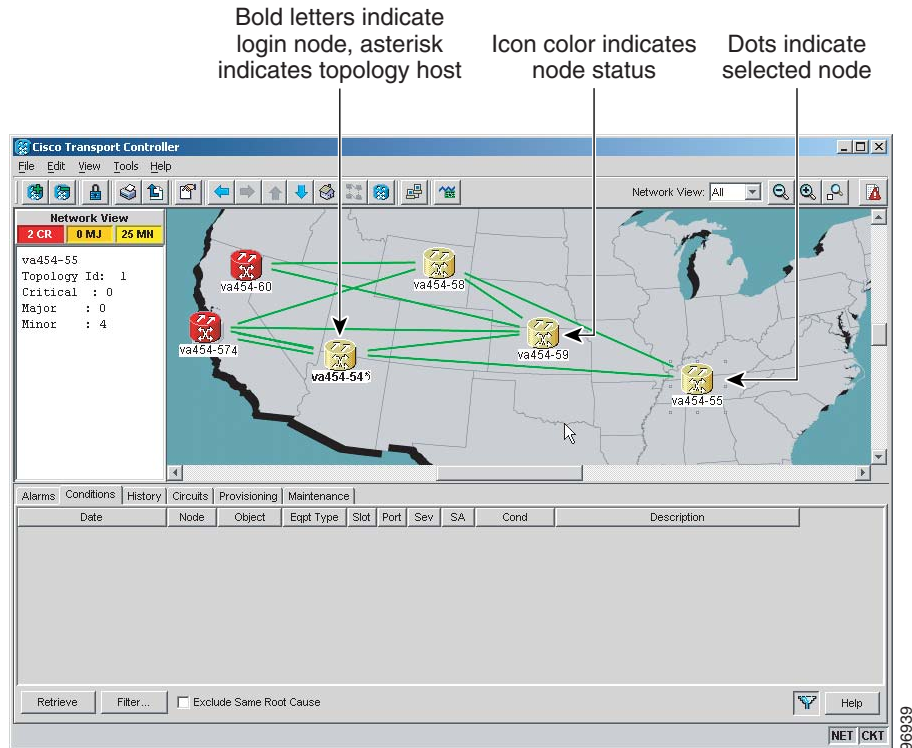 Bold letters indicate
login node, asterisk
indicates topology host
Icon color indicates
node status
Dots indicate
selected node
Cisco Transport Controller
File Edit View Tools Help
Network View: All
Network View
2 CR 0 MJ 25 MN
va454-55
Topology Id: 1
Critical : 0
Major : 0
Minor : 4
va454-60
va454-58
va454-574
va454-59
va454-54*
va454-55
Alarms Conditions History Circuits Provisioning Maintenance
Date Node Object Eqpt Type Slot Port Sev SA Cond Description
Retrieve Filter... Exclude Same Root Cause Help
NET CKT
96939